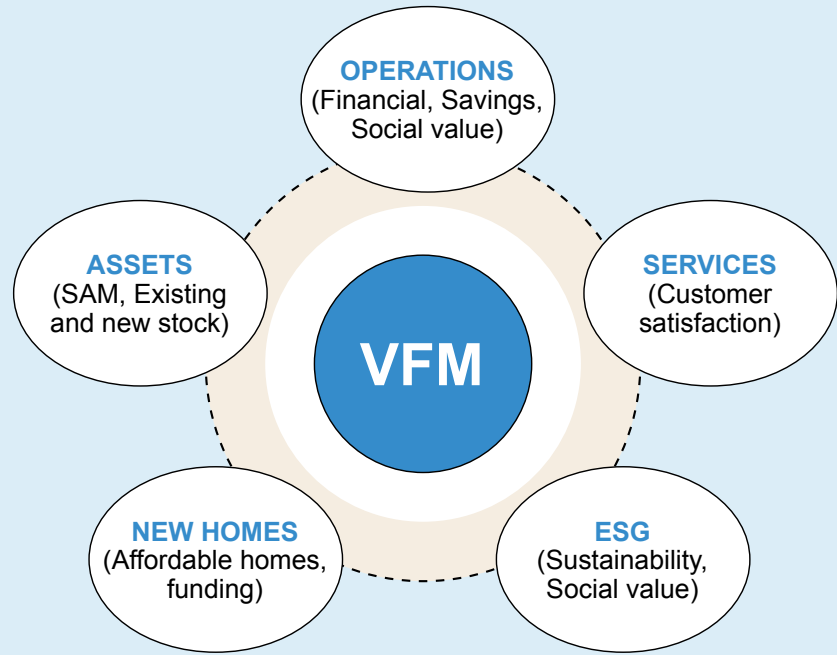 OPERATIONS
(Financial, Savings,
Social value)
ASSETS
(SAM, Existing
and new stock)
SERVICES
(Customer
satisfaction)
VFM
NEW HOMES
(Affordable homes,
funding)
ESG
(Sustainability,
Social value)